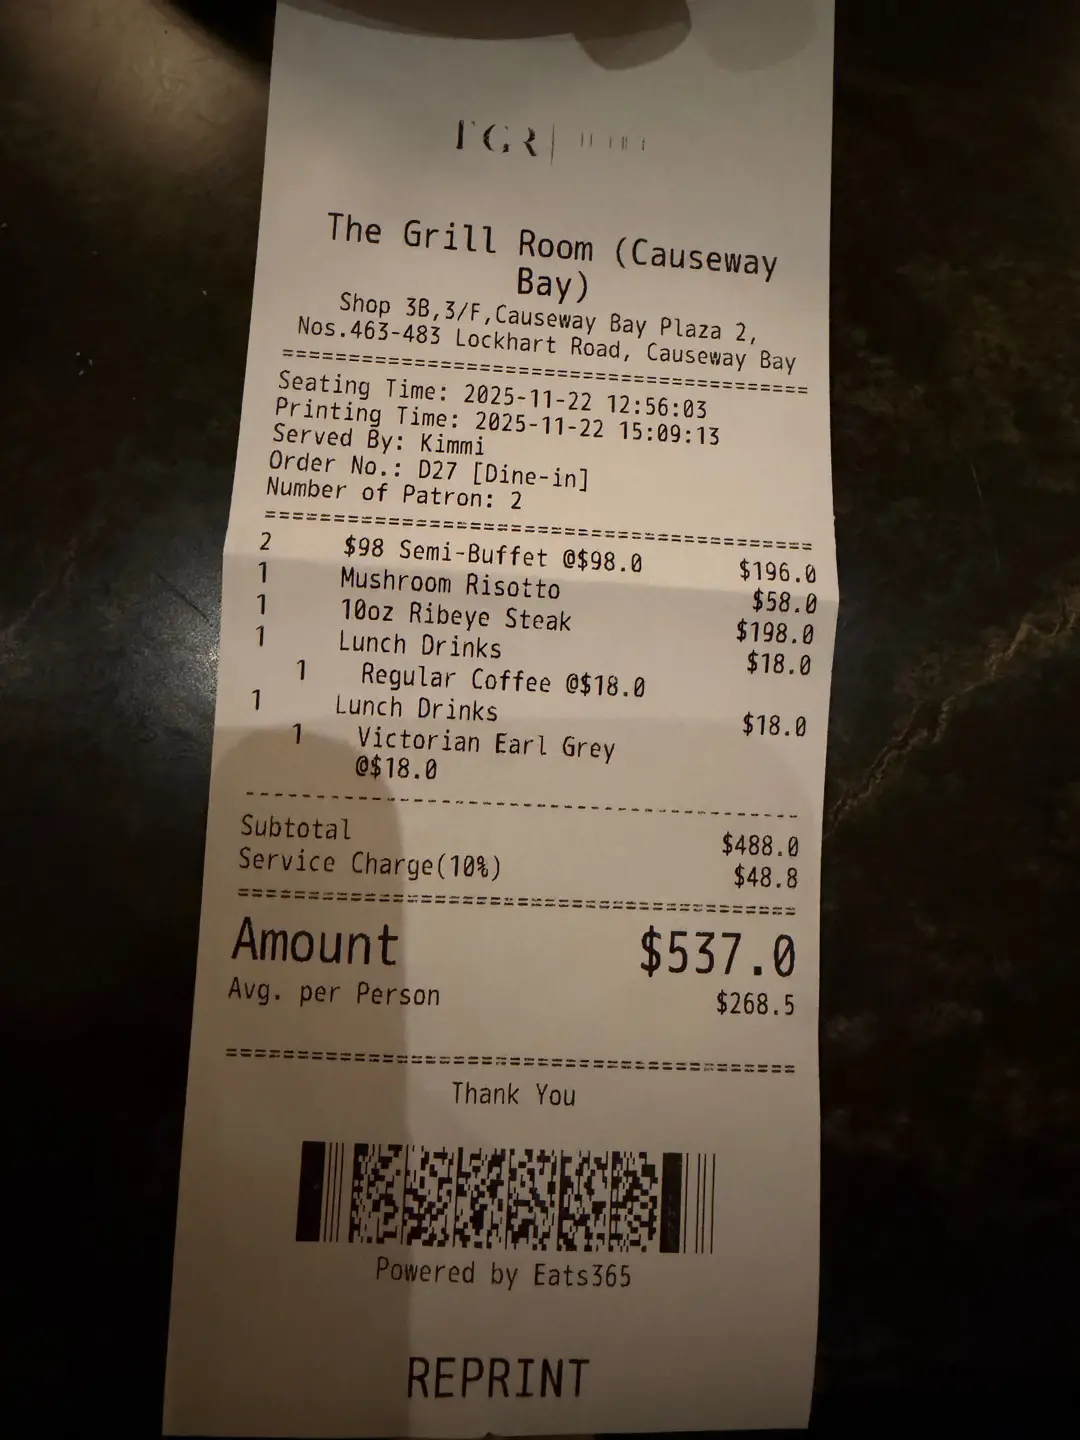 The Grill Room (Causeway
Bay)
Shop 3B,3/F,Causeway Bay Plaza 2,
Nos.463-483 Lockhart Road, Causeway Bay
==========================================
Seating Time: 2025-11-22 12:56:03
Printing Time: 2025-11-22 15:09:13
Served By: Kimmi
Order No.: D27 [Dine-in]
Number of Patron: 2
==========================================
2 $98 Semi-Buffet @$98.0 $196.0
1 Mushroom Risotto $58.0
1 10oz Ribeye Steak $198.0
1 Lunch Drinks $18.0
1 Regular Coffee @$18.0
1 Lunch Drinks $18.0
1 Victorian Earl Grey
@$18.0
------------------------------------------
Subtotal $488.0
Service Charge(10%) $48.8
==========================================
Amount $537.0
Avg. per Person $268.5
==========================================
Thank You
Powered by Eats365
REPRINT